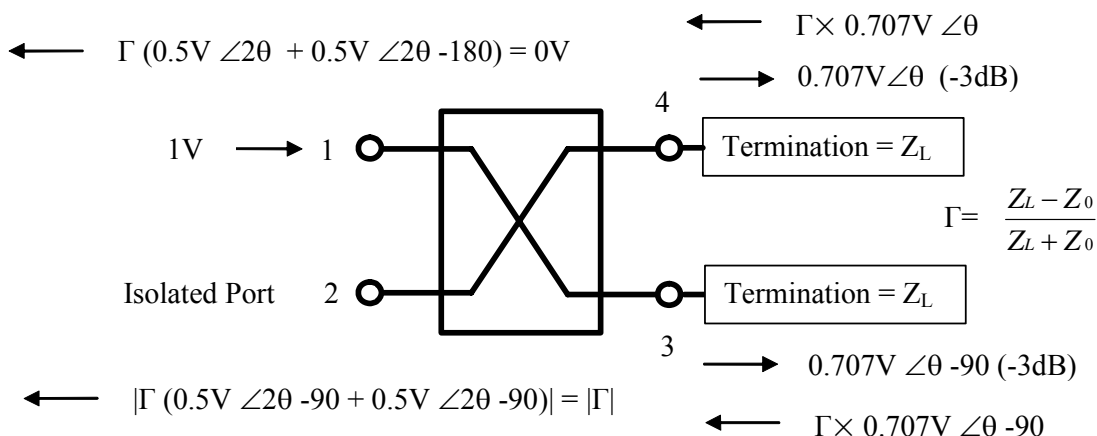 Γ (0.5V ∠2θ + 0.5V ∠2θ -180) = 0V
Γ× 0.707V ∠θ
0.707V∠θ (-3dB)
4
1V
1
Termination = Z_L
Γ= (Z_L − Z_0) / (Z_L + Z_0)
Isolated Port
2
Termination = Z_L
3
0.707V ∠θ -90 (-3dB)
|Γ (0.5V ∠2θ -90 + 0.5V ∠2θ -90)| = |Γ|
Γ× 0.707V ∠θ -90